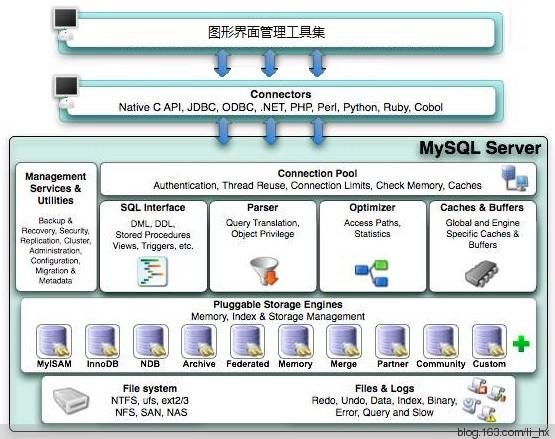 图形界面管理工具集
Connectors
Native C API, JDBC, ODBC, .NET, PHP, Perl, Python, Ruby, Cobol
MySQL Server
Management
Services &
Utilities
Backup &
Recovery, Security,
Replication, Cluster,
Administration,
Configuration,
Migration &
Metadata
Connection Pool
Authentication, Thread Reuse, Connection Limits, Check Memory, Caches
SQL Interface
DML, DDL,
Stored Procedures
Views, Triggers, etc.
Parser
Query Translation,
Object Privilege
Optimizer
Access Paths,
Statistics
Caches & Buffers
Global and Engine
Specific Caches &
Buffers
Pluggable Storage Engines
Memory, Index & Storage Management
MyISAM
InnoDB
NDB
Archive
Federated
Memory
Merge
Partner
Community
Custom
File system
NTFS, ufs, ext2/3
NFS, SAN, NAS
Files & Logs
Redo, Undo, Data, Index, Binary,
Error, Query and Slow
blog.163.com/li_hx